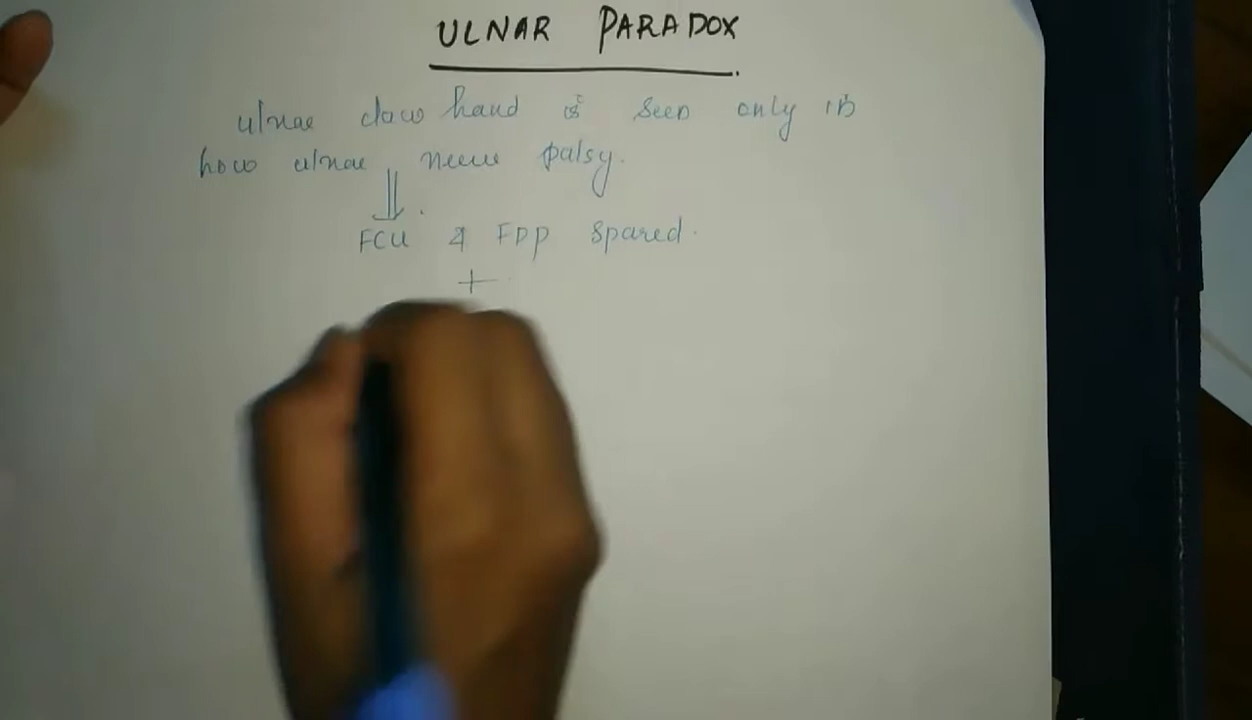 ULNAR PARADOX
ulnar claw hand is seen only in
low ulnar nerve palsy.
FCU & FDP spared.
+